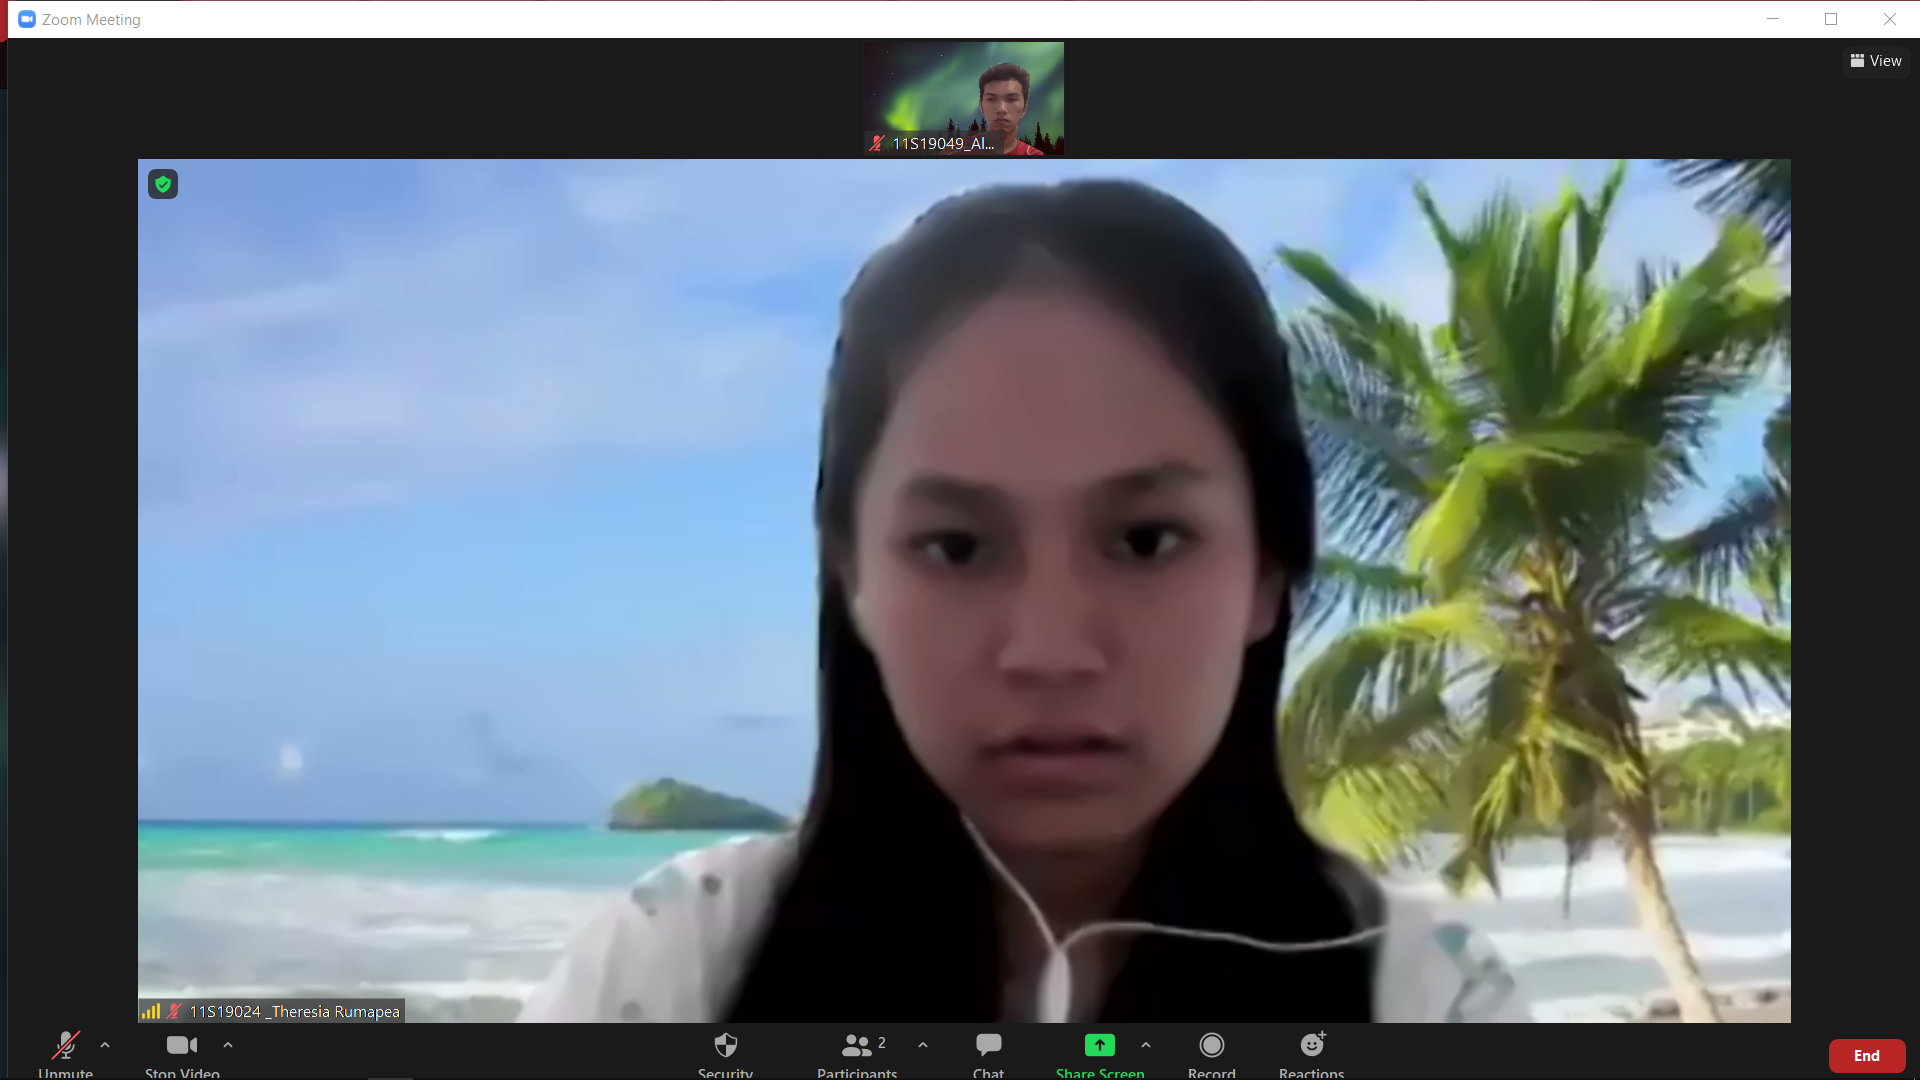 Zoom Meeting
View
11S19049_Al...
11S19024 _Theresia Rumapea
Unmute
Stop Video
Security
2
Participants
Chat
Share Screen
Record
Reactions
End